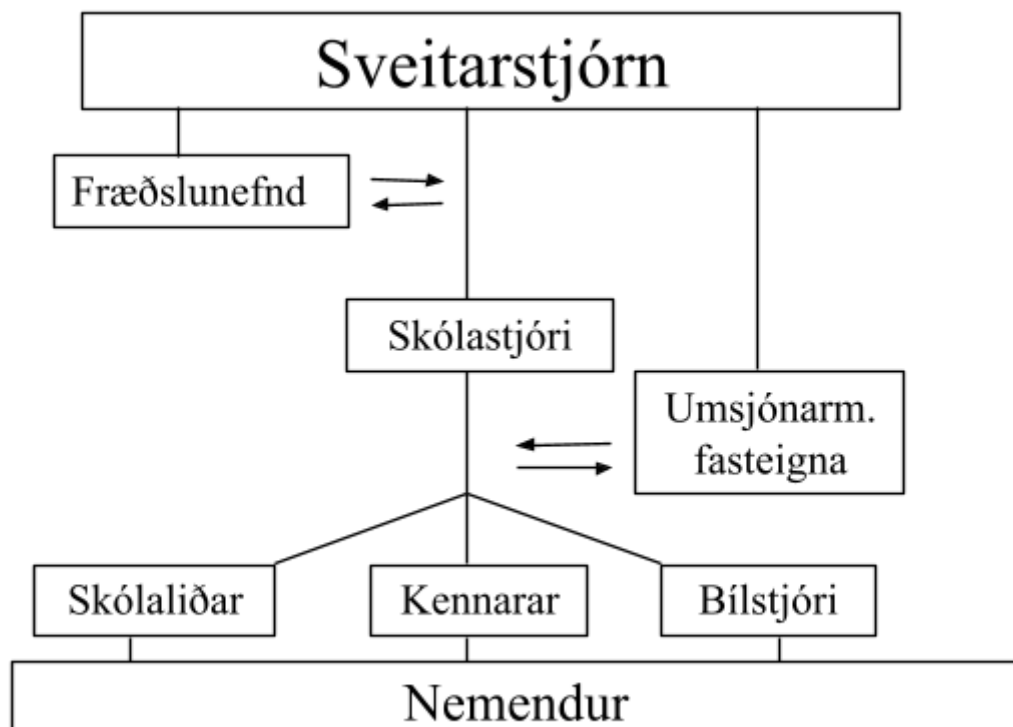 Sveitarstjórn
Fræðslunefnd
Skólastjóri
Umsjónarm.
fasteigna
Skólaliðar
Kennarar
Bílstjóri
Nemendur